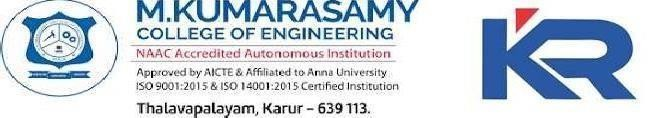 M.KUMARASAMY
COLLEGE OF ENGINEERING
NAAC Accredited Autonomous Institution
Approved by AICTE & Affiliated to Anna University
ISO 9001:2015 & ISO 14001:2015 Certified Institution
Thalavapalayam, Karur – 639 113.
KR